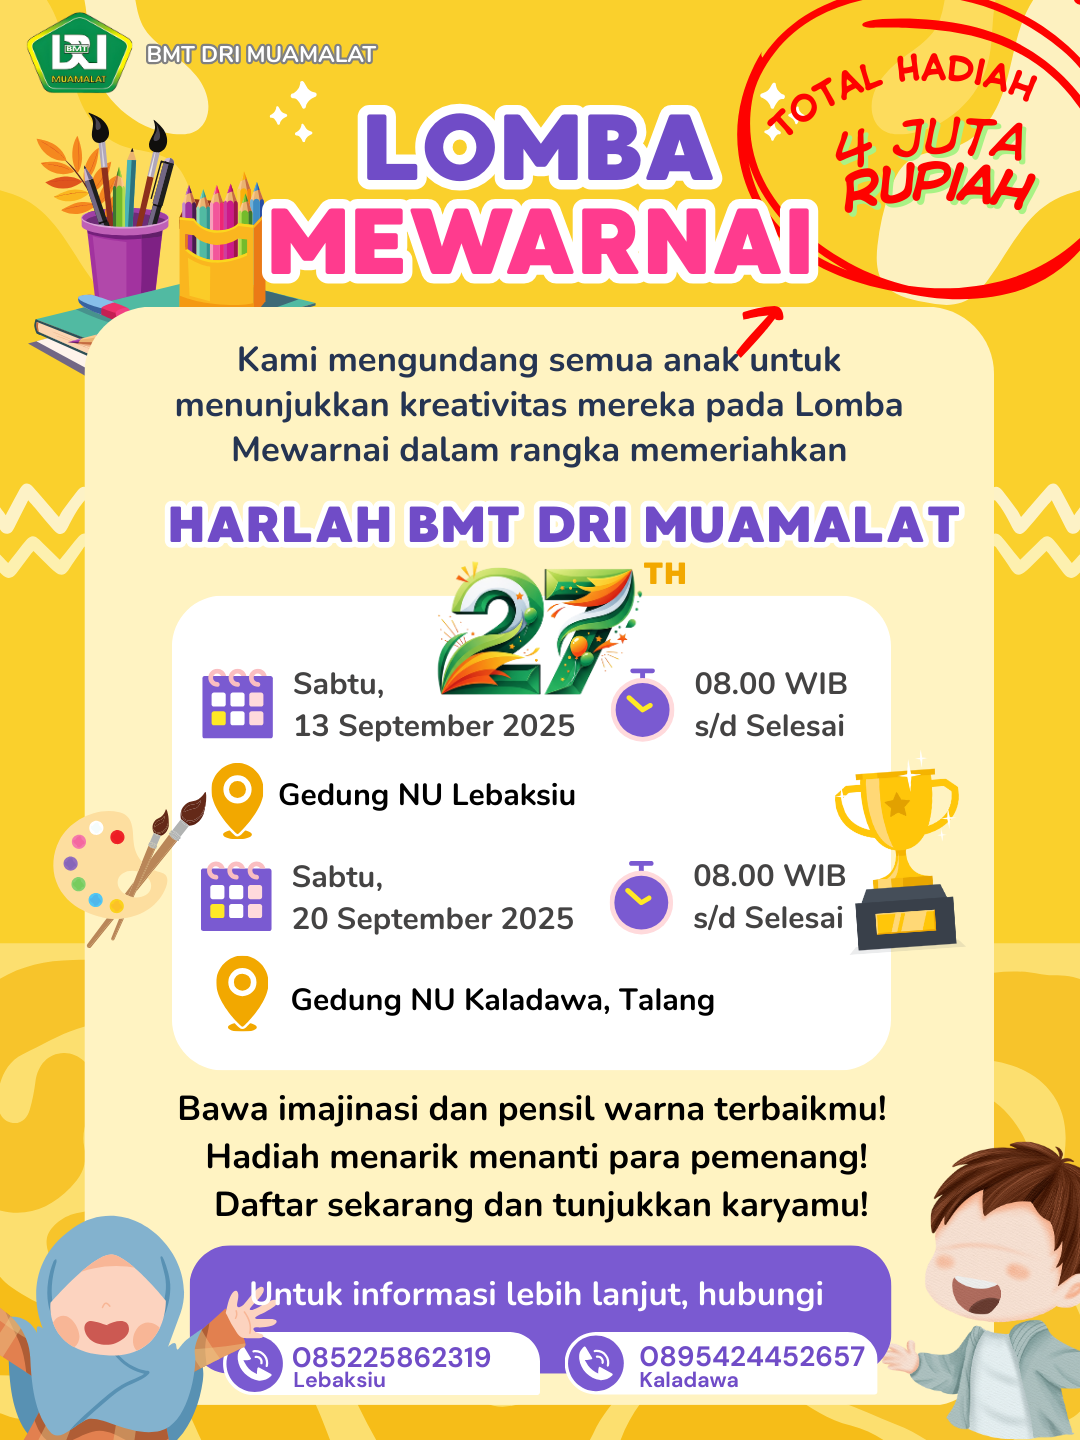 BMT
MUAMALAT
BMT DRI MUAMALAT
TOTAL HADIAH
4 JUTA
RUPIAH
LOMBA
MEWARNAI
Kami mengundang semua anak untuk
menunjukkan kreativitas mereka pada Lomba
Mewarnai dalam rangka memeriahkan
HARLAH BMT DRI MUAMALAT
27 TH
Sabtu,
13 September 2025
08.00 WIB
s/d Selesai
Gedung NU Lebaksiu
Sabtu,
20 September 2025
08.00 WIB
s/d Selesai
Gedung NU Kaladawa, Talang
Bawa imajinasi dan pensil warna terbaikmu!
Hadiah menarik menanti para pemenang!
Daftar sekarang dan tunjukkan karyamu!
Untuk informasi lebih lanjut, hubungi
085225862319
Lebaksiu
0895424452657
Kaladawa